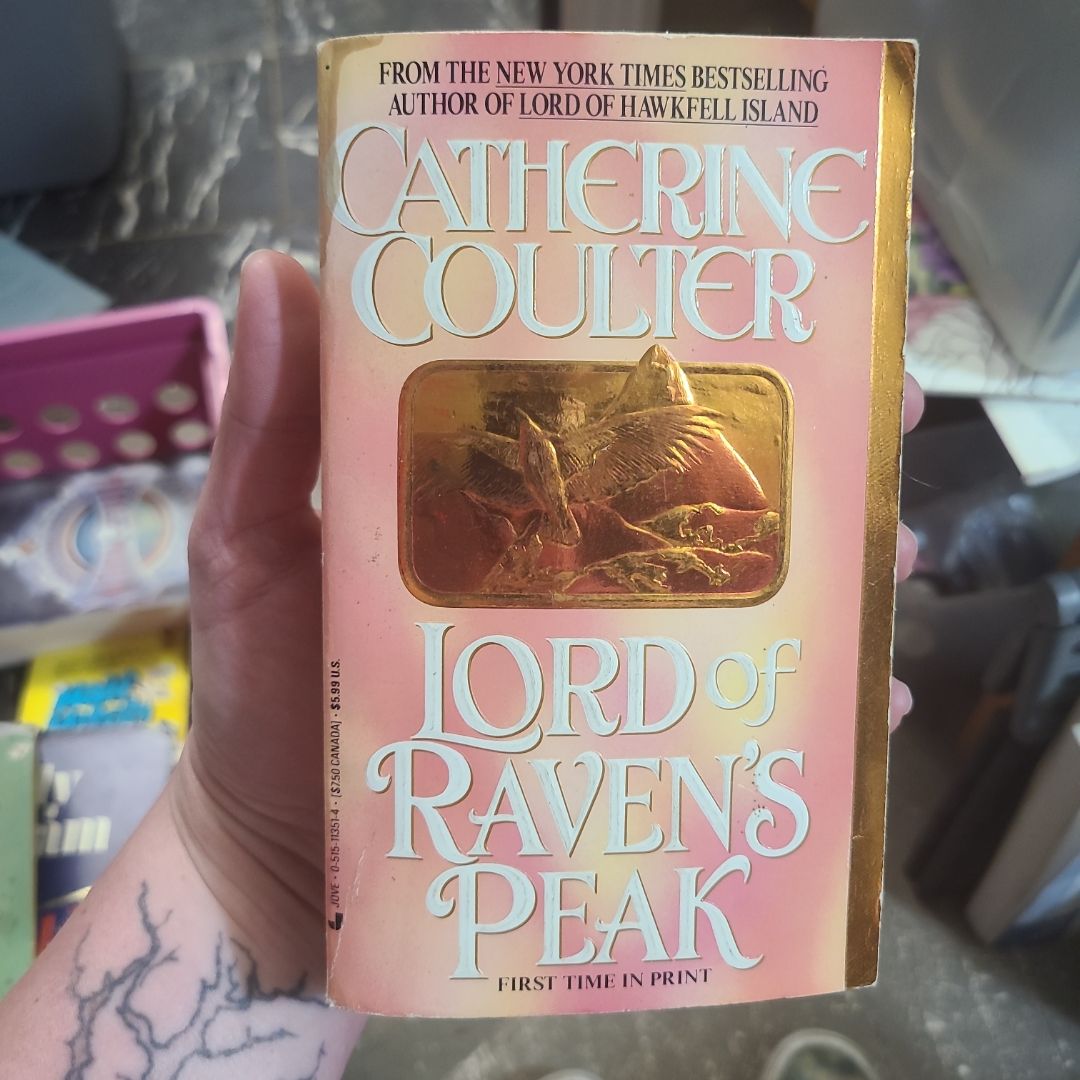 FROM THE NEW YORK TIMES BESTSELLING
AUTHOR OF LORD OF HAWKFELL ISLAND
CATHERINE
COULTER
LORD of
RAVEN'S
PEAK
FIRST TIME IN PRINT
JOVE • 0-515-11351-4 • [$7.50 CANADA] • $5.99 U.S.